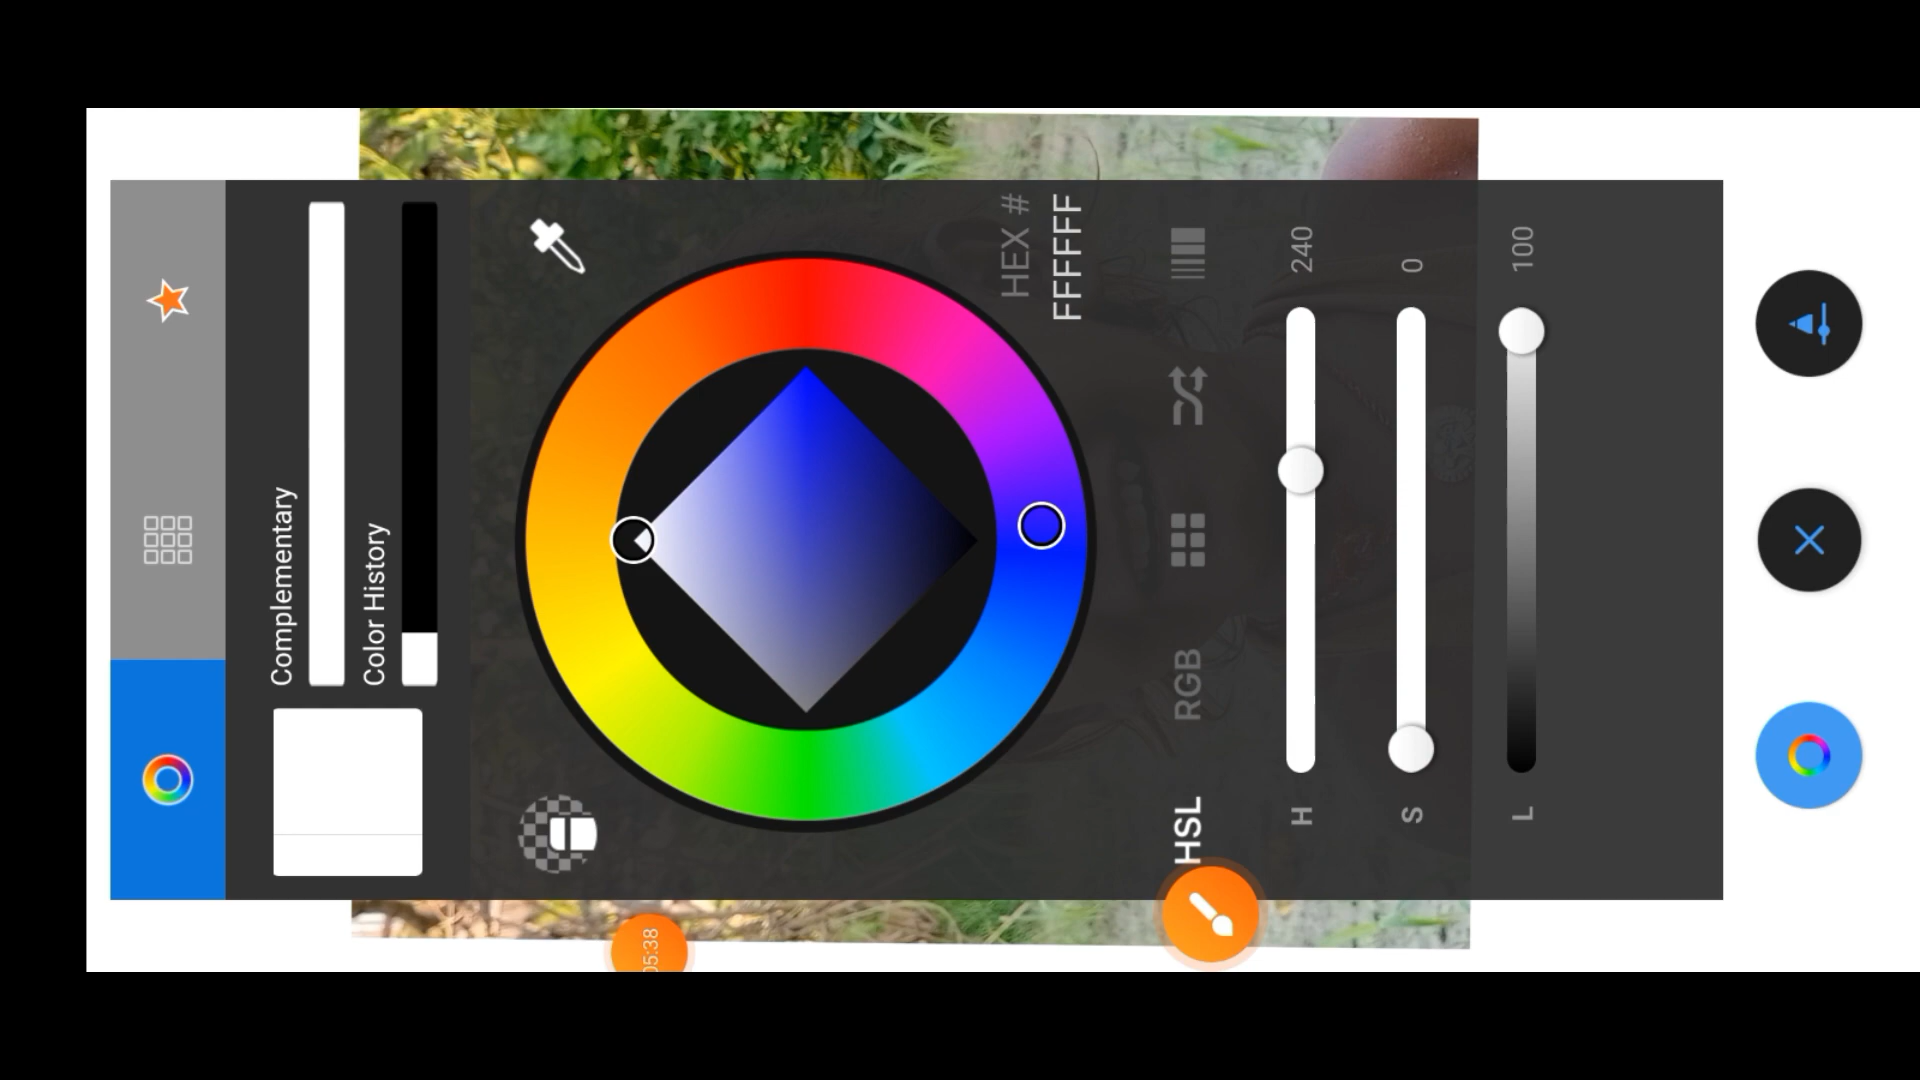 Complementary
Color History
HEX #
FFFFFF
HSL
RGB
H
240
S
0
L
100
05:38